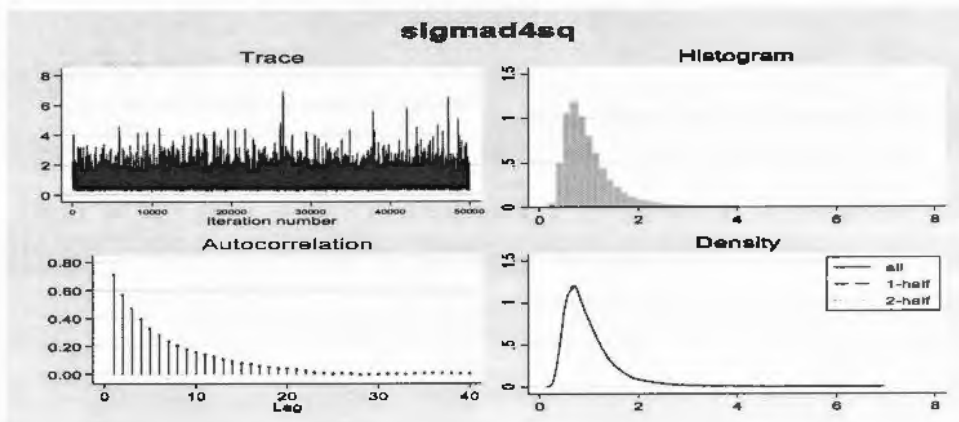 sigmad4sq
Trace
8
6
4
2
0
0 10000 20000 30000 40000 50000
Iteration number
Histogram
1.5
1
.5
0
0 2 4 6 8
Autocorrelation
0.80
0.60
0.40
0.20
0.00
0 10 20 30 40
Lag
Density
1.5
1
.5
0
0 2 4 6 8
all
1-half
2-half